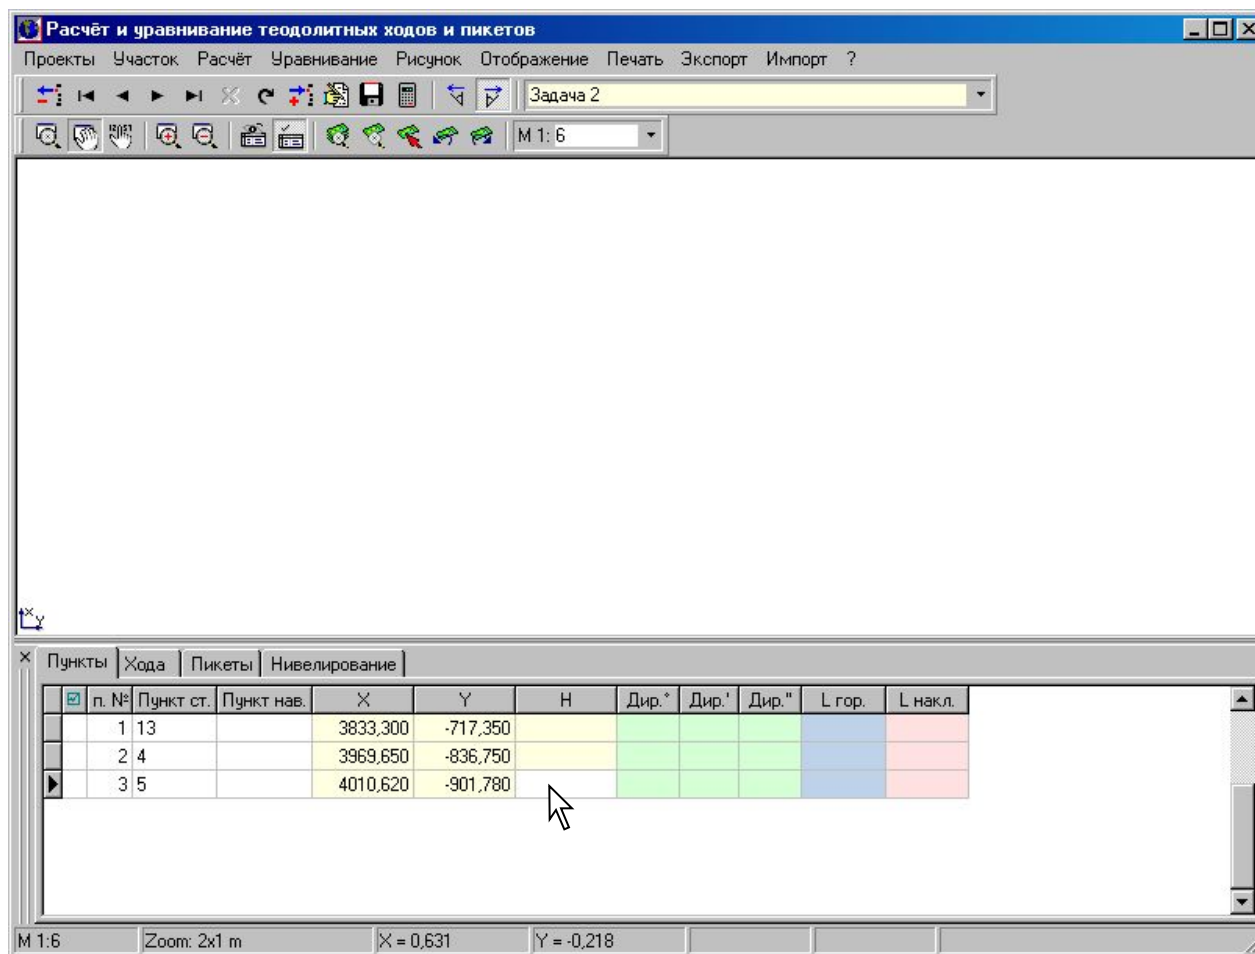 Расчёт и уравнивание теодолитных ходов и пикетов
Проекты Участок Расчёт Уравнивание Рисунок Отображение Печать Экспорт Импорт ?
Задача 2
М 1: 6
X
Y
Пункты Хода Пикеты Нивелирование
п. № Пункт ст. Пункт нав. X Y H Дир.° Дир.' Дир." L гор. L накл.
1 13 3833,300 -717,350
2 4 3969,650 -836,750
3 5 4010,620 -901,780
М 1:6 Zoom: 2x1 m X = 0,631 Y = -0,218